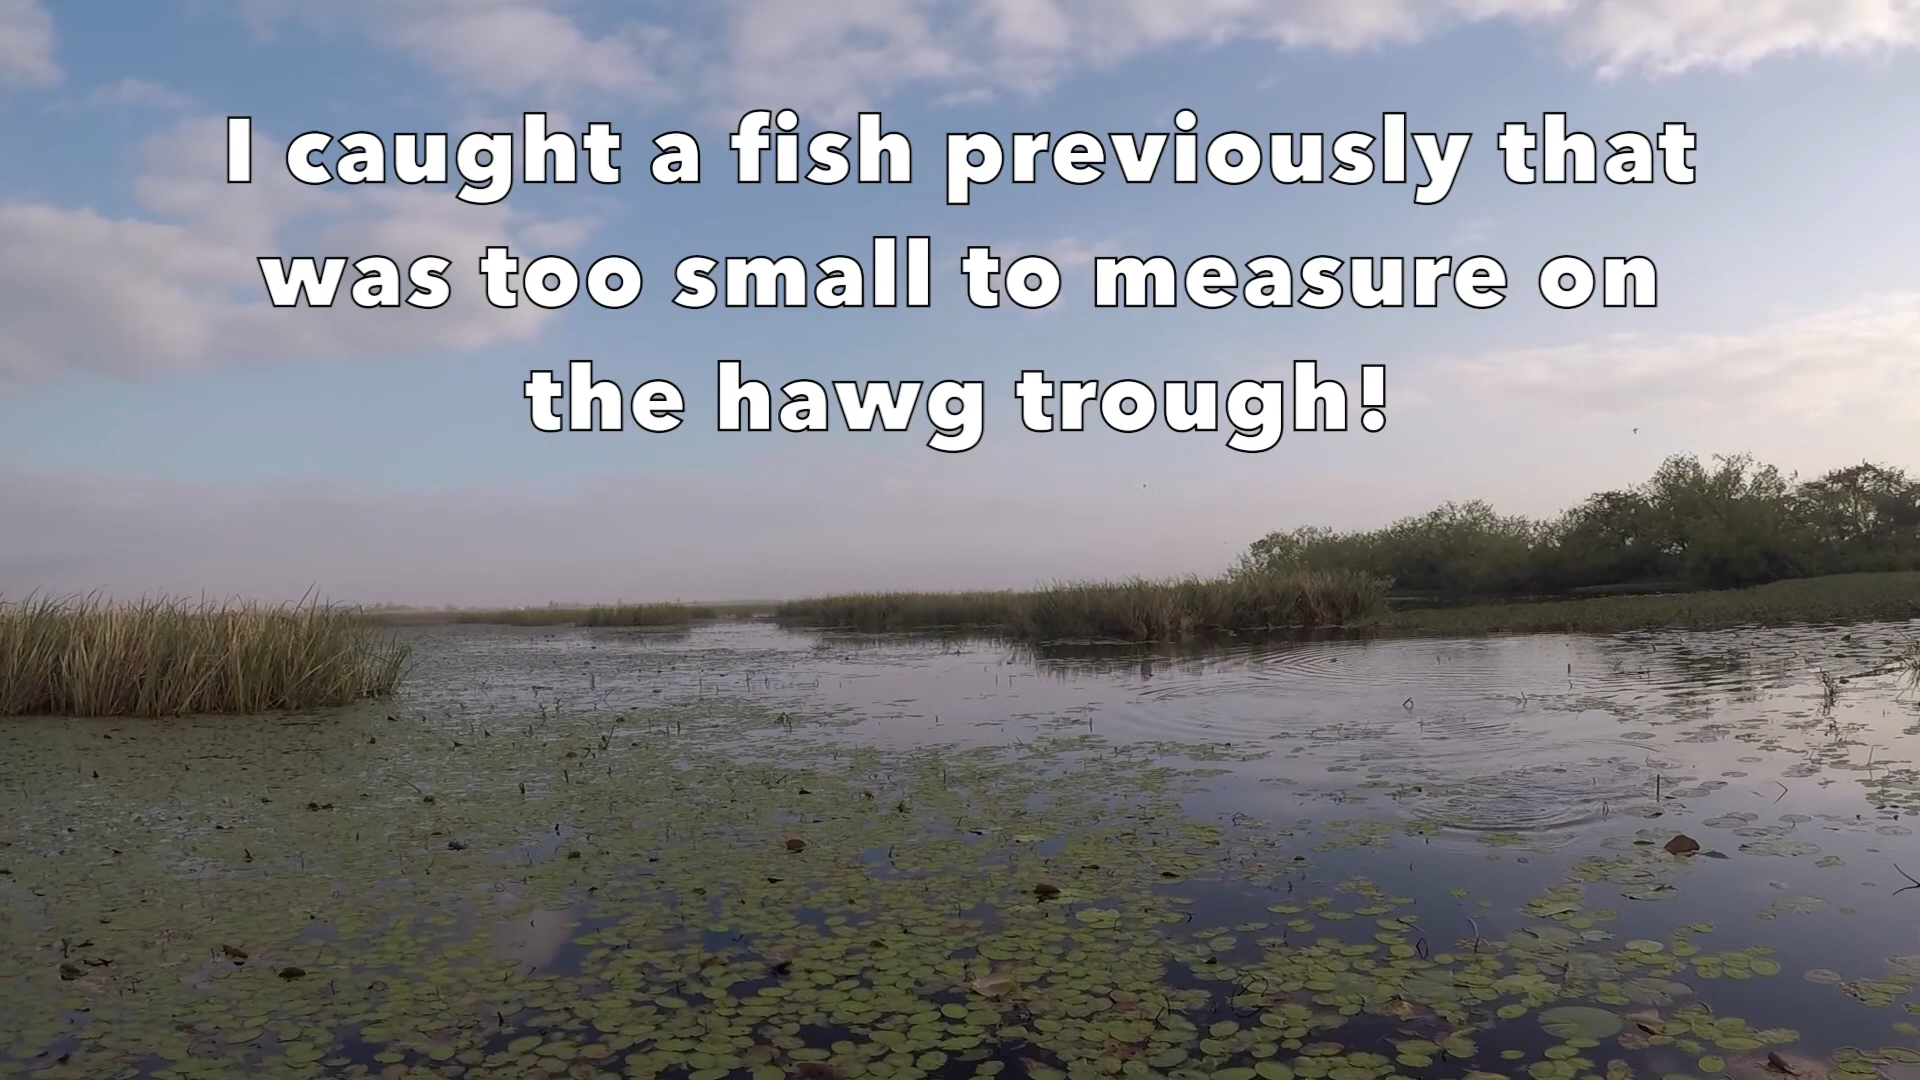 I caught a fish previously that
was too small to measure on
the hawg trough!